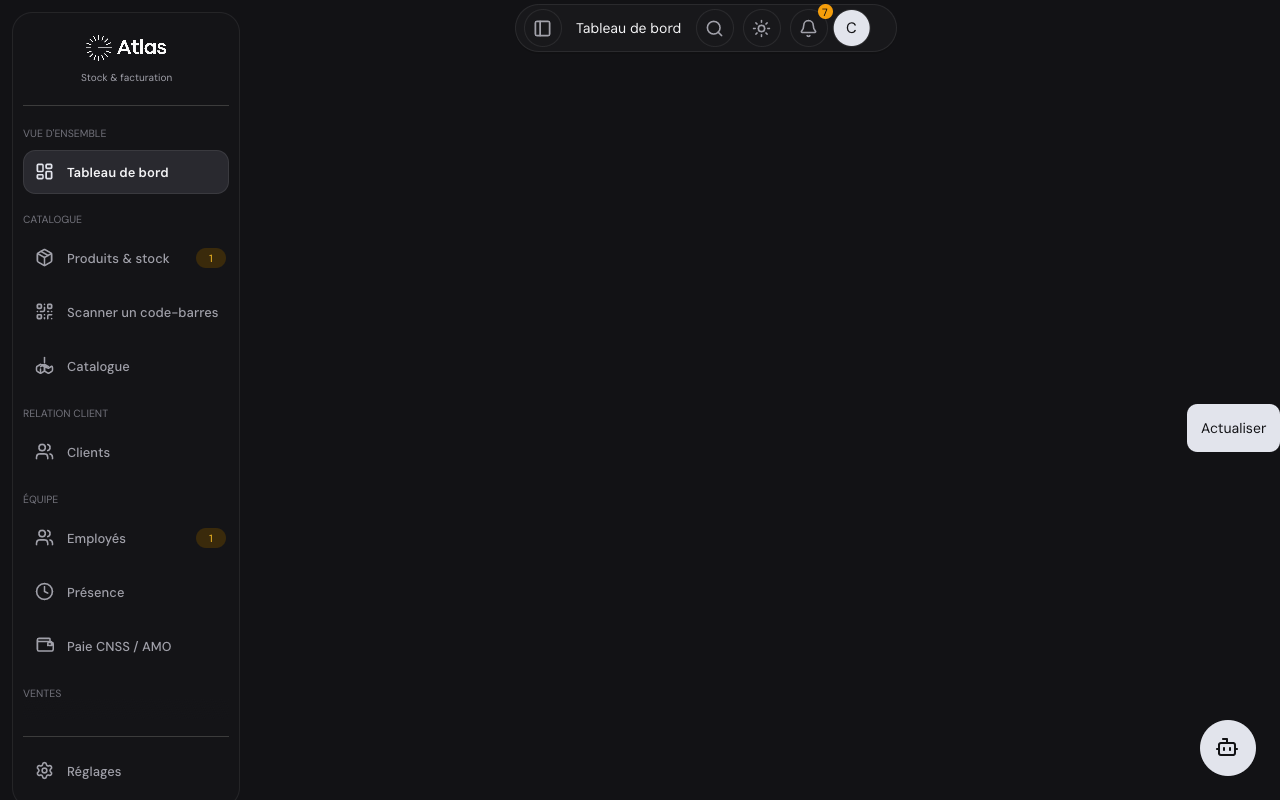 Atlas
Stock & facturation
VUE D'ENSEMBLE
Tableau de bord
CATALOGUE
Produits & stock 1
Scanner un code-barres
Catalogue
RELATION CLIENT
Clients
ÉQUIPE
Employés 1
Présence
Paie CNSS / AMO
VENTES
Réglages
Tableau de bord 7 C
Actualiser